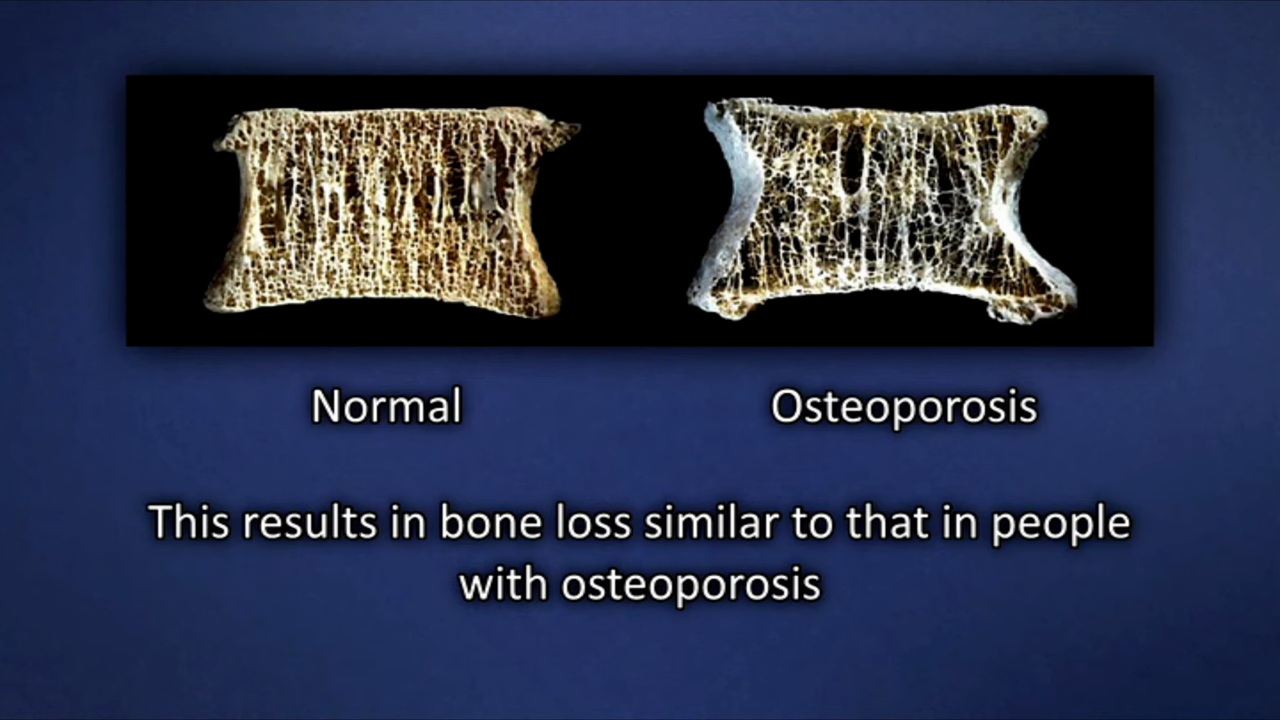 Normal
Osteoporosis
This results in bone loss similar to that in people
with osteoporosis